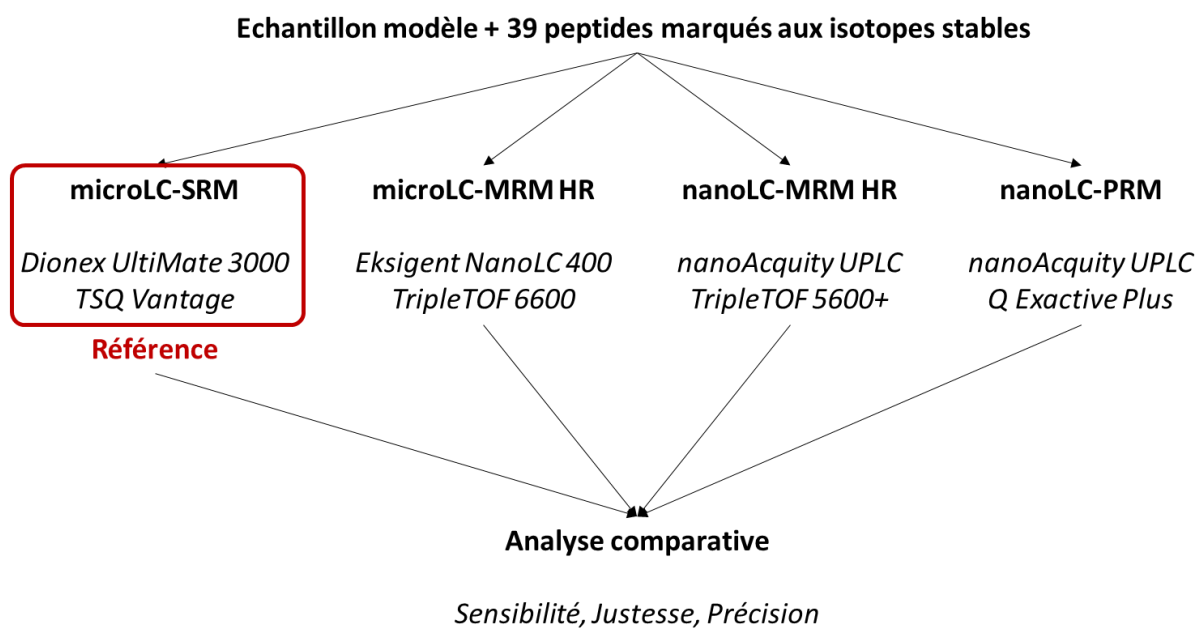 Echantillon modèle + 39 peptides marqués aux isotopes stables
microLC-SRM
Dionex UltiMate 3000
TSQ Vantage
Référence
microLC-MRM HR
Eksigent NanoLC 400
TripleTOF 6600
nanoLC-MRM HR
nanoAcquity UPLC
TripleTOF 5600+
nanoLC-PRM
nanoAcquity UPLC
Q Exactive Plus
Analyse comparative
Sensibilité, Justesse, Précision